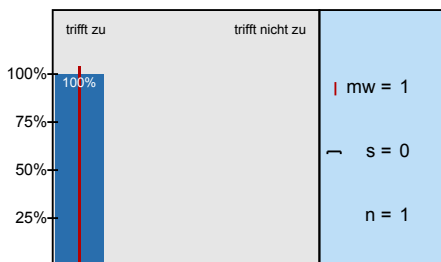 trifft zu trifft nicht zu
100%
100%
mw = 1
75%
s = 0
50%
n = 1
25%